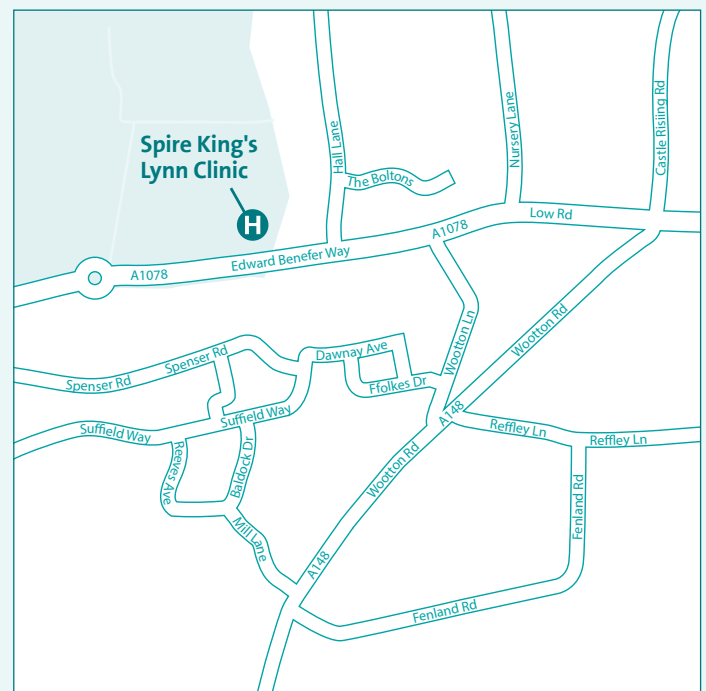 Spire King's
Lynn Clinic
H
Hall Lane
The Boltons
Nursery Lane
Castle Risiing Rd
Low Rd
A1078
Edward Benefer Way
A1078
Wootton Ln
Wootton Rd
Spenser Rd
Spenser Rd
Dawnay Ave
Ffolkes Dr
Suffield Way
Suffield Way
A148
Reffley Ln
Reffley Ln
Reeves Ave
Baldock Dr
Wootton Rd
Mill Lane
A148
Fenland Rd
Fenland Rd